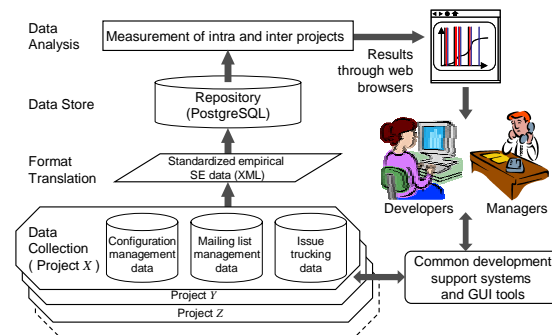 Data
Analysis
Measurement of intra and inter projects
Results
through web
browsers
Data Store
Repository
(PostgreSQL)
Format
Translation
Standardized empirical
SE data (XML)
Developers
Managers
Data
Collection
( Project X )
Configuration
management
data
Mailing list
management
data
Issue
trucking
data
Common development
support systems
and GUI tools
Project Y
Project Z